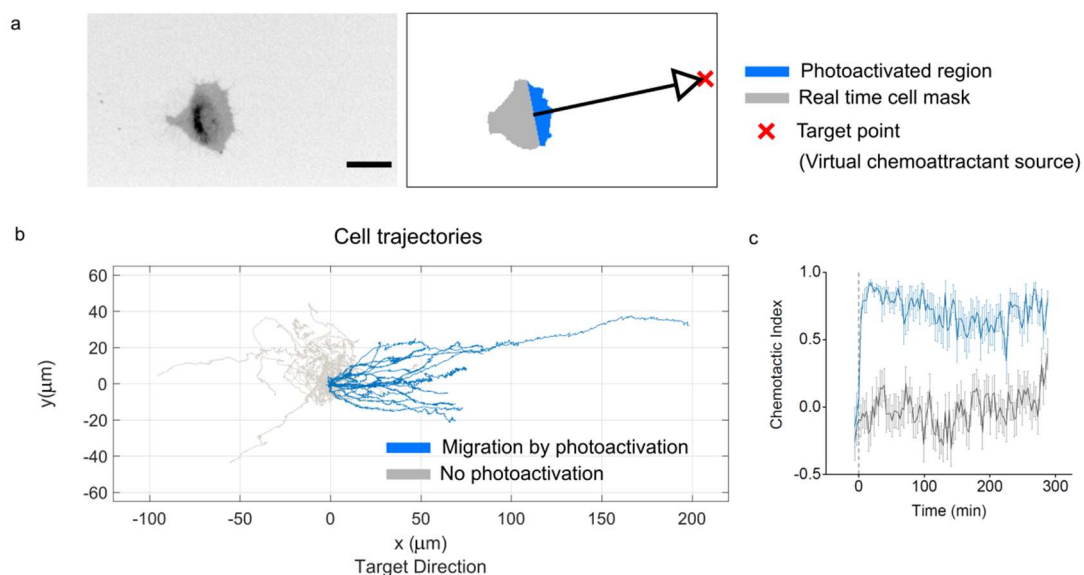 a
Photoactivated region
Real time cell mask
Target point
(Virtual chemoattractant source)
b
Cell trajectories
60
40
20
0
-20
-40
-60
y(μm)
-100
-50
0
50
100
150
200
x (μm)
Target Direction
Migration by photoactivation
No photoactivation
c
1.0
0.5
0.0
-0.5
Chemotactic Index
0
100
200
300
Time (min)